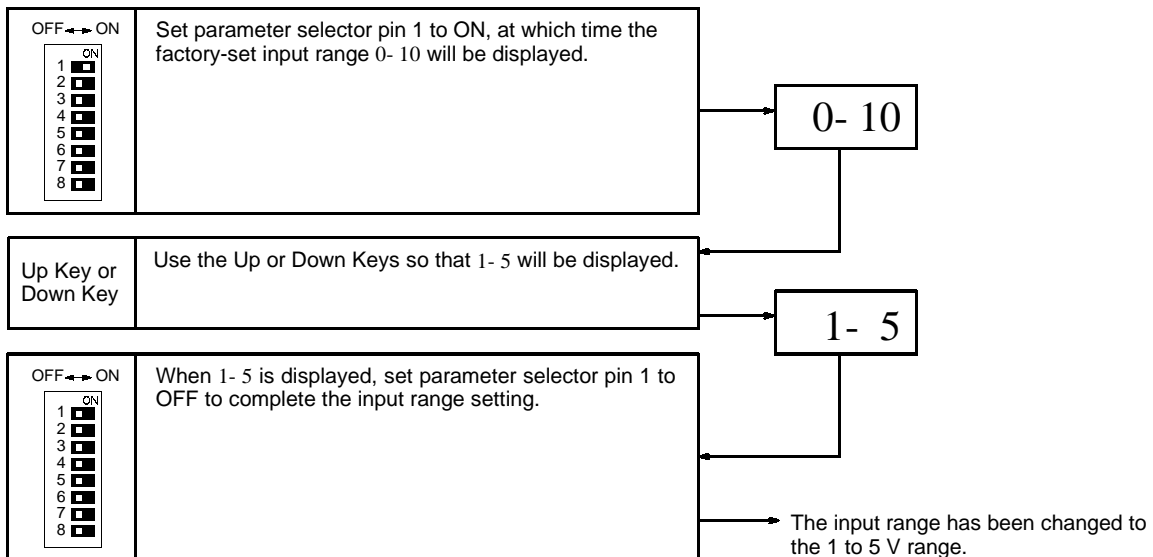 OFF ON
Set parameter selector pin 1 to ON, at which time the
factory-set input range 0- 10 will be displayed.
ON
1
2
3
4
5
6
7
8
0- 10
Up Key or
Down Key
Use the Up or Down Keys so that 1- 5 will be displayed.
1- 5
OFF ON
When 1- 5 is displayed, set parameter selector pin 1 to
OFF to complete the input range setting.
ON
1
2
3
4
5
6
7
8
The input range has been changed to
the 1 to 5 V range.